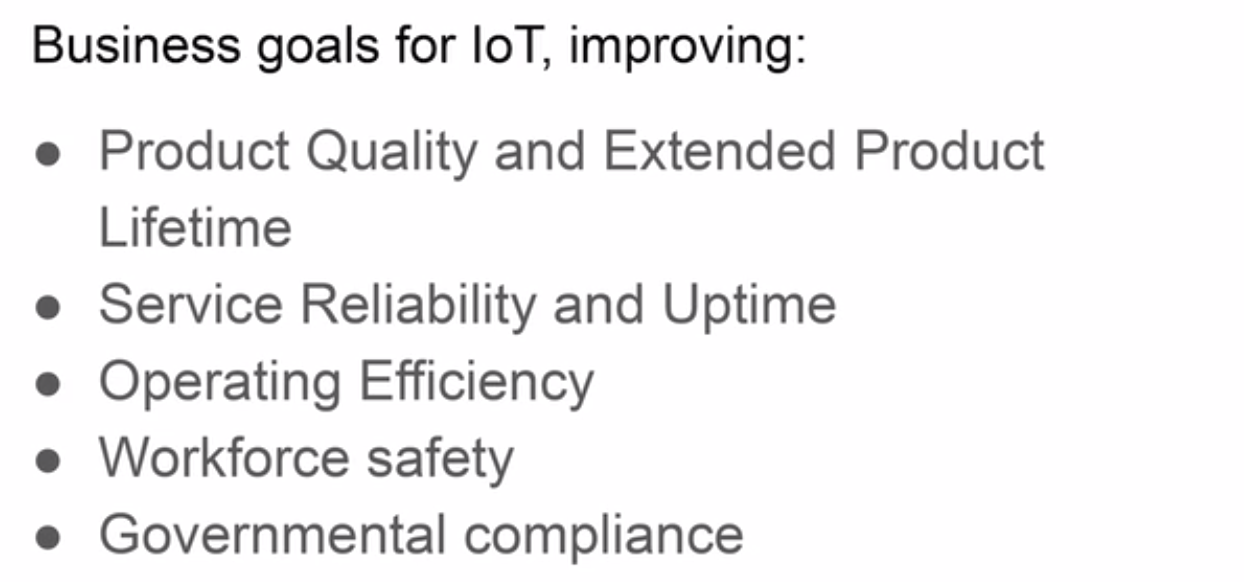 Business goals for IoT, improving:
● Product Quality and Extended Product
Lifetime
● Service Reliability and Uptime
● Operating Efficiency
● Workforce safety
● Governmental compliance